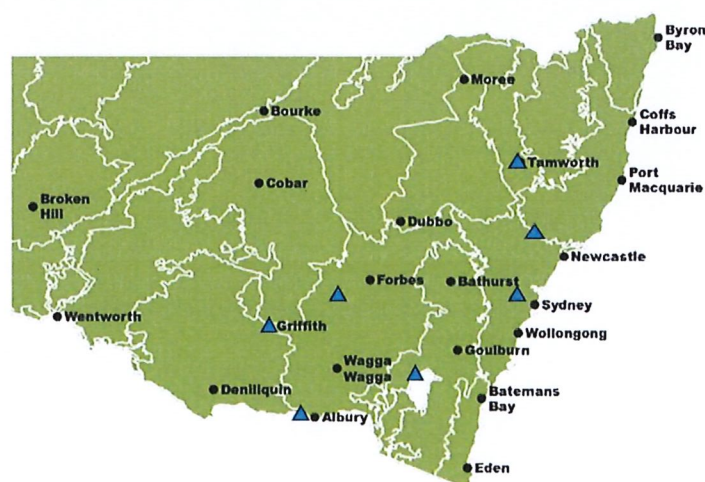 Byron
Bay
Moree
Bourke
Coffs
Harbour
Tamworth
Port
Macquarie
Cobar
Broken
Hill
Dubbo
Newcastle
Forbes
Bathurst
Sydney
Wentworth
Griffith
Wollongong
Goulburn
Wagga
Wagga
Deniliquin
Batemans
Bay
Albury
Eden